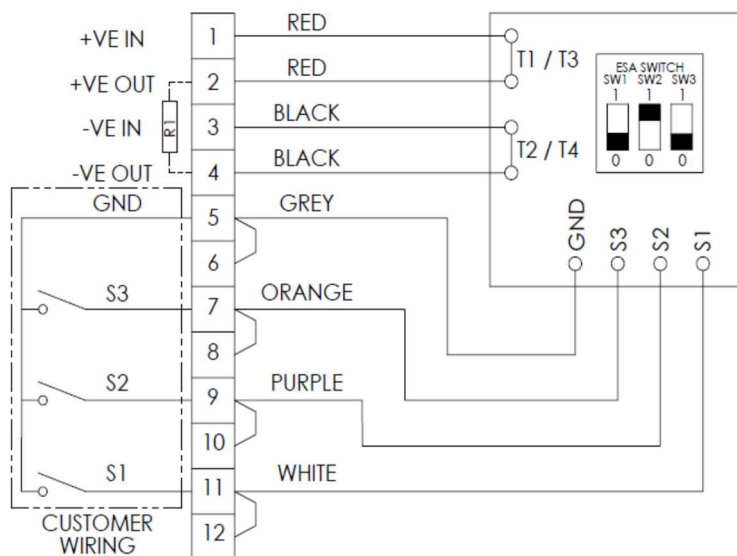 +VE IN
1
RED
+VE OUT
2
RED
T1 / T3
R1
-VE IN
3
BLACK
-VE OUT
4
BLACK
T2 / T4
ESA SWITCH
SW1 SW2 SW3
1 1 1
0 0 0
GND
5
GREY
6
S3
7
ORANGE
8
S2
9
PURPLE
10
S1
11
WHITE
12
GND
S3
S2
S1
CUSTOMER
WIRING